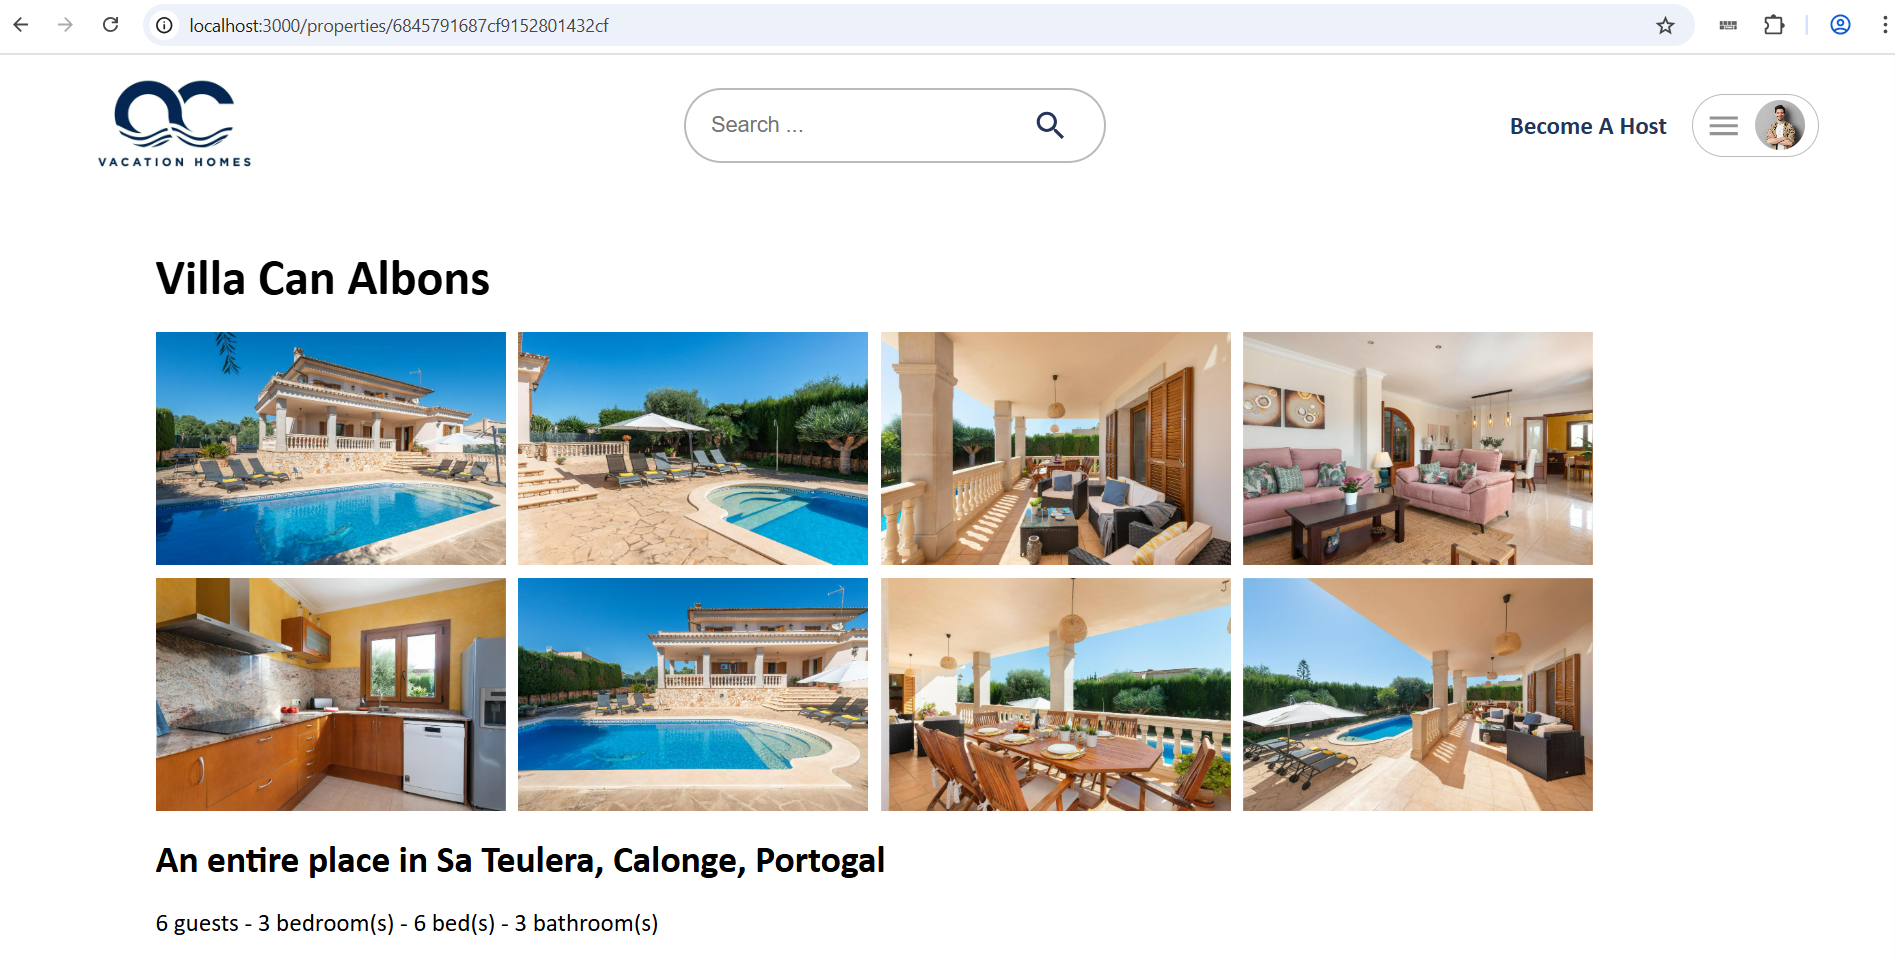 localhost:3000/properties/6845791687cf9152801432cf
VACATION HOMES
Search ...
Become A Host
Villa Can Albons
An entire place in Sa Teulera, Calonge, Portogal
6 guests - 3 bedroom(s) - 6 bed(s) - 3 bathroom(s)